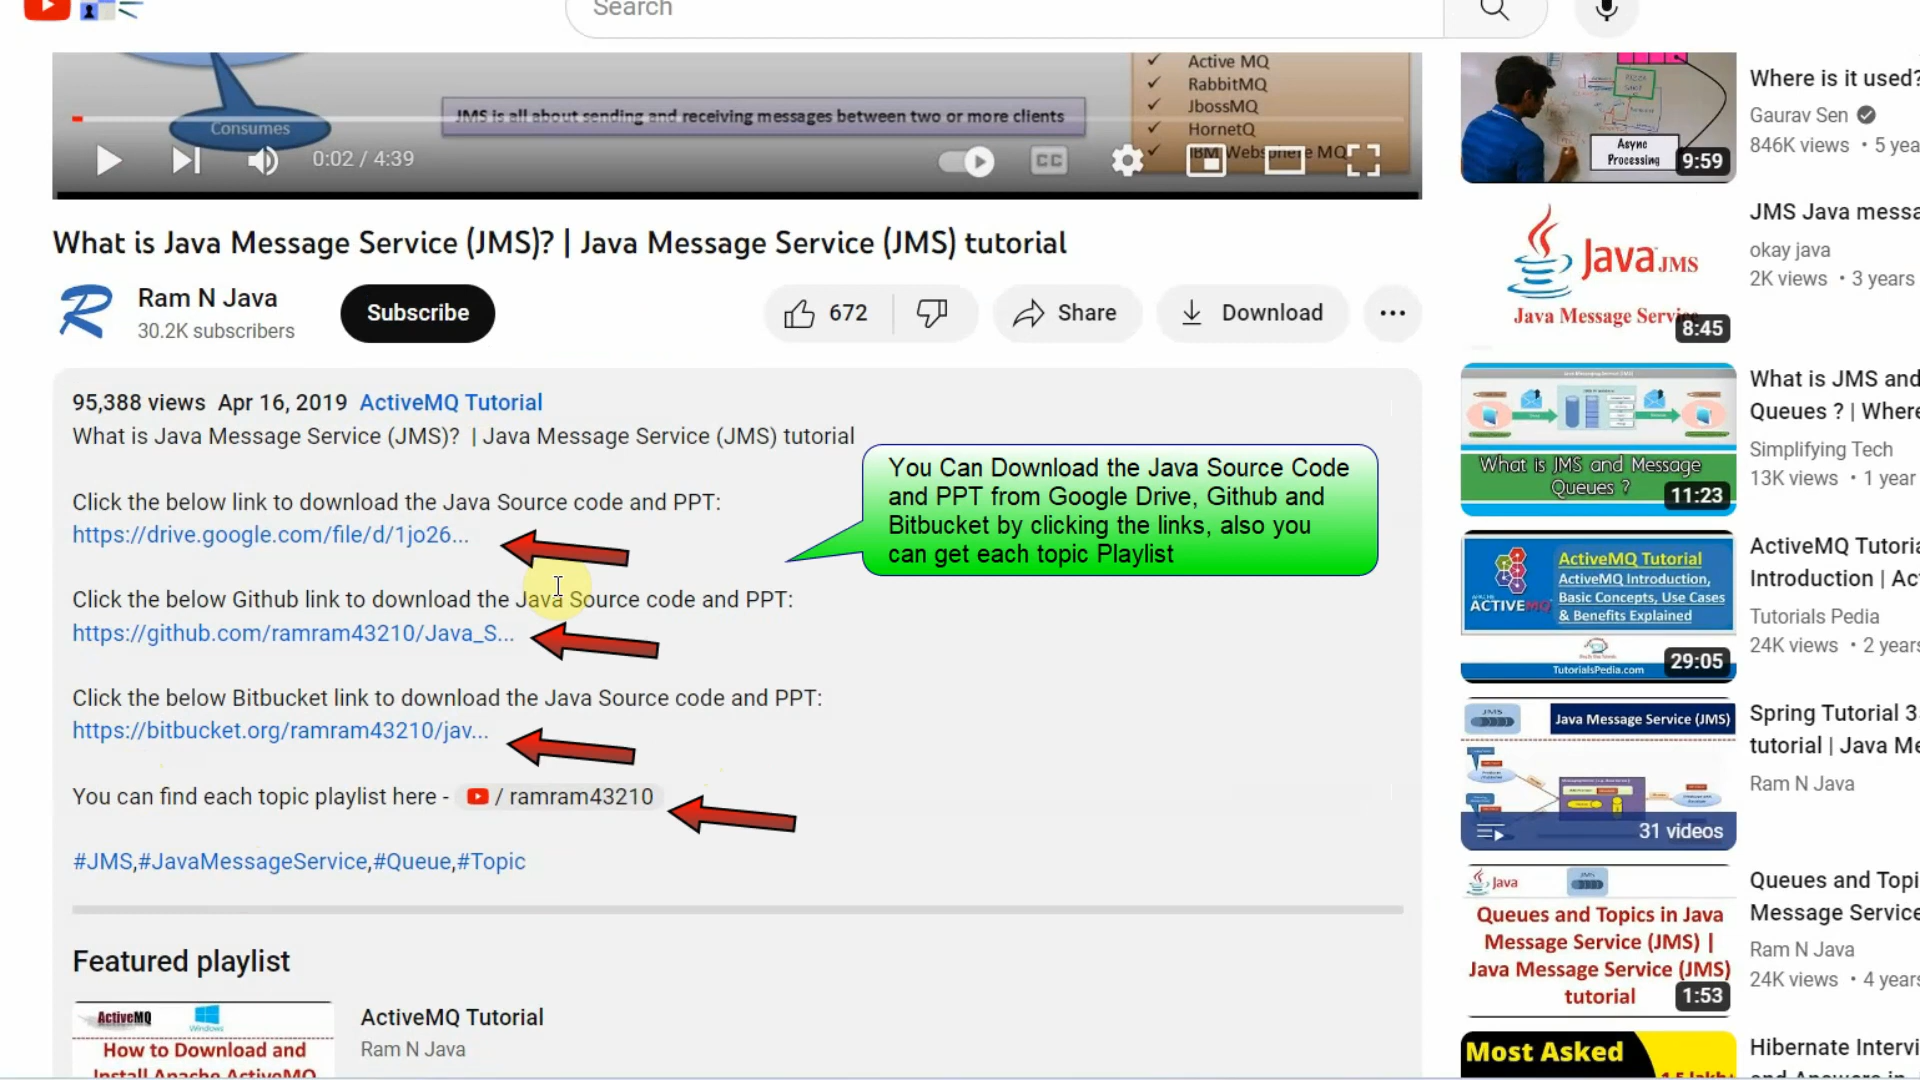 Search
Consumes
JMS is all about sending and receiving messages between two or more clients
✓ Active MQ
✓ RabbitMQ
✓ JbossMQ
✓ HornetQ
✓ IBM Websphere MQ
0:02 / 4:39
CC
What is Java Message Service (JMS)? | Java Message Service (JMS) tutorial
Ram N Java
30.2K subscribers
Subscribe
672
Share
Download
95,388 views Apr 16, 2019 ActiveMQ Tutorial
What is Java Message Service (JMS)? | Java Message Service (JMS) tutorial
You Can Download the Java Source Code
and PPT from Google Drive, Github and
Bitbucket by clicking the links, also you
can get each topic Playlist
Click the below link to download the Java Source code and PPT:
https://drive.google.com/file/d/1jo26...
Click the below Github link to download the Java Source code and PPT:
https://github.com/ramram43210/Java_S...
Click the below Bitbucket link to download the Java Source code and PPT:
https://bitbucket.org/ramram43210/jav...
You can find each topic playlist here - / ramram43210
#JMS,#JavaMessageService,#Queue,#Topic
Featured playlist
ActiveMQ
Windows
How to Download and
Install Apache ActiveMQ
ActiveMQ Tutorial
Ram N Java
Async
Processing
9:59
Where is it used?
Gaurav Sen
846K views • 5 yea
Java JMS
Java Message Service
8:45
JMS Java messa
okay java
2K views • 3 years
What is JMS and Message
Queues ?
11:23
What is JMS and
Queues ? | Where
Simplifying Tech
13K views • 1 year
ActiveMQ Tutorial
ActiveMQ Introduction,
Basic Concepts, Use Cases
& Benefits Explained
APACHE
ACTIVEMQ
TutorialsPedia.com
29:05
ActiveMQ Tutoria
Introduction | Ac
Tutorials Pedia
24K views • 2 years
JMS
Java Message Service (JMS)
31 videos
Spring Tutorial 3
tutorial | Java Me
Ram N Java
Java
JMS
Queues and Topics in Java
Message Service (JMS) |
Java Message Service (JMS)
tutorial
1:53
Queues and Topi
Message Service
Ram N Java
24K views • 4 years
Most Asked
Hibernate Intervi